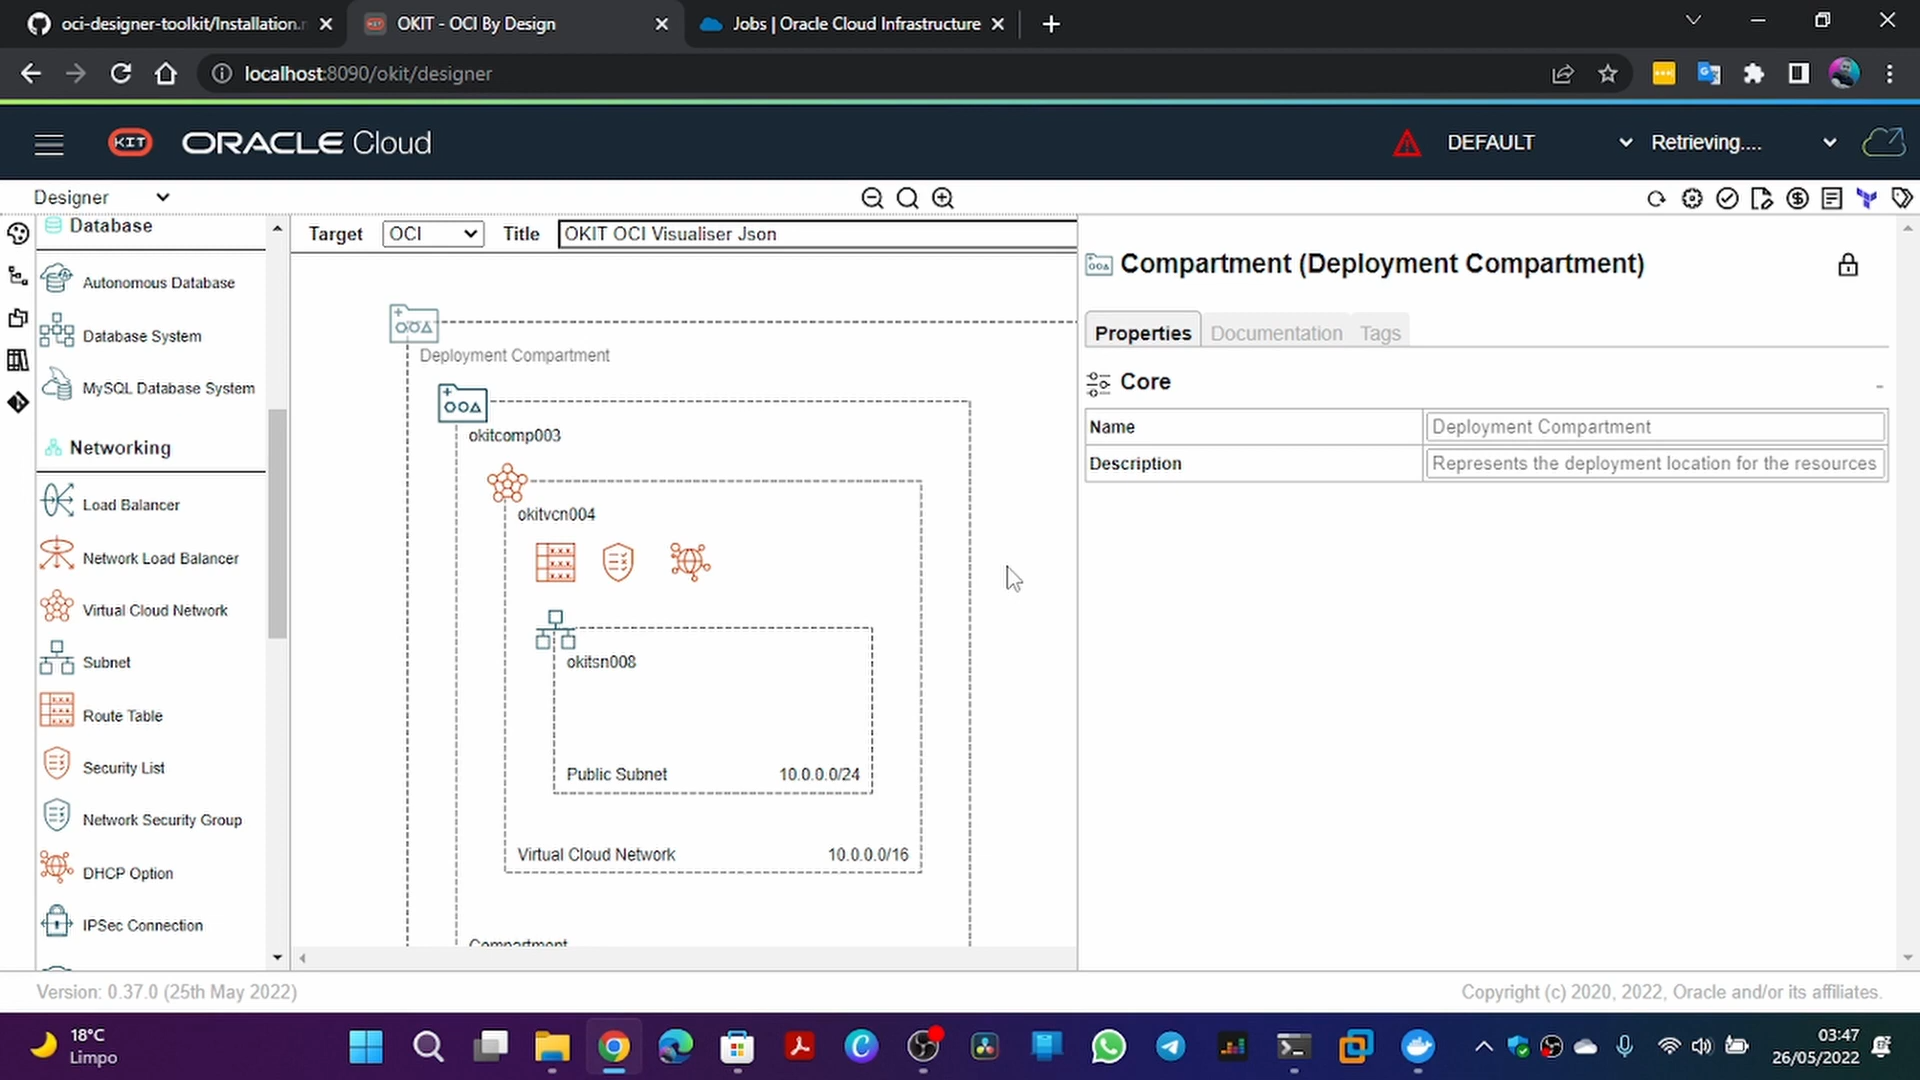 oci-designer-toolkit/Installation.
OKIT - OCI By Design
Jobs | Oracle Cloud Infrastructure
localhost:8090/okit/designer
KIT
ORACLE Cloud
DEFAULT
Retrieving....
Designer
Database
Autonomous Database
Database System
MySQL Database System
Networking
Load Balancer
Network Load Balancer
Virtual Cloud Network
Subnet
Route Table
Security List
Network Security Group
DHCP Option
IPSec Connection
Target OCI Title OKIT OCI Visualiser Json
Deployment Compartment
okitcomp003
okitvcn004
okitsn008
Public Subnet 10.0.0.0/24
Virtual Cloud Network 10.0.0.0/16
Compartment
Compartment (Deployment Compartment)
Properties Documentation Tags
Core
Name Deployment Compartment
Description Represents the deployment location for the resources
Version: 0.37.0 (25th May 2022)
Copyright (c) 2020, 2022, Oracle and/or its affiliates.
18°C
Limpo
03:47
26/05/2022